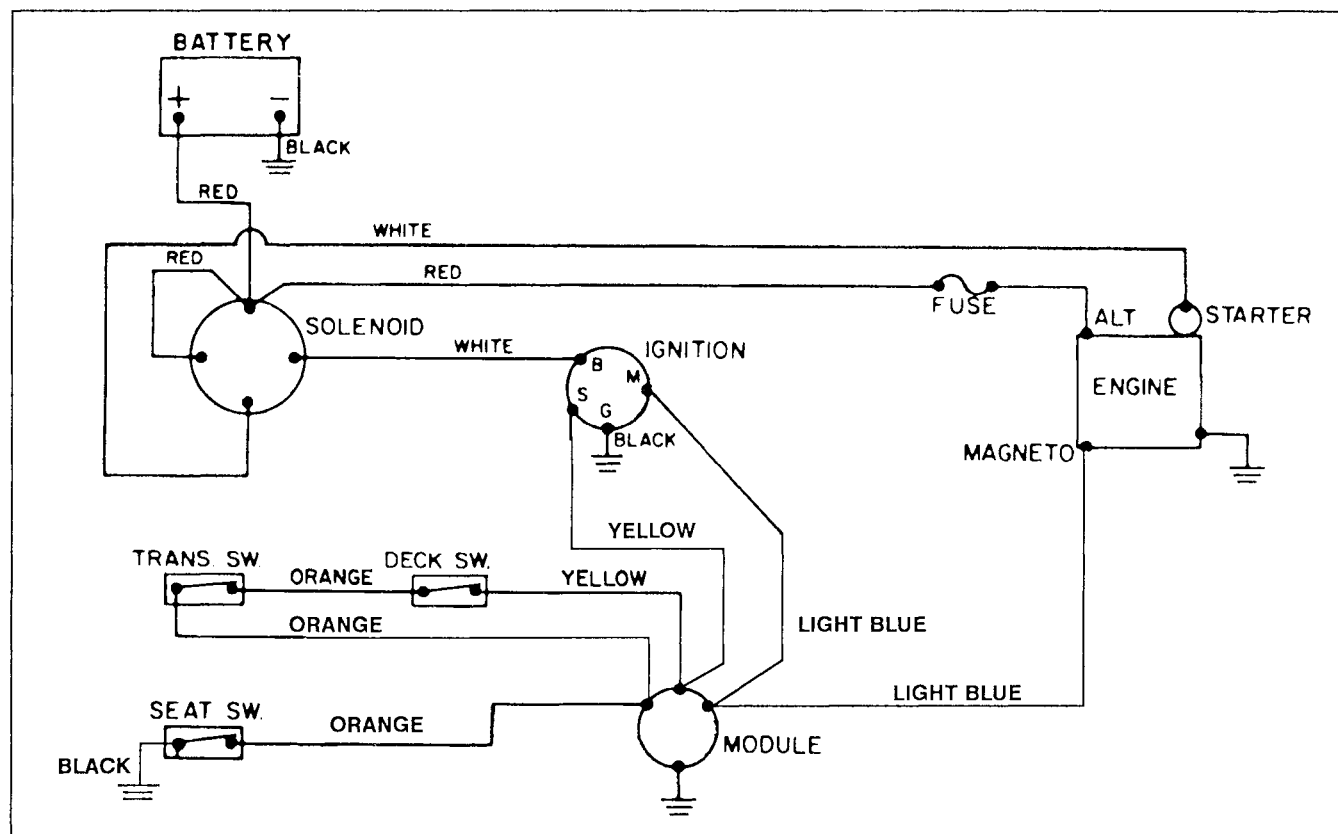 BATTERY
+ −
BLACK
RED
WHITE
RED
RED
FUSE
ALT
STARTER
SOLENOID
WHITE
IGNITION
B
M
S
G
BLACK
ENGINE
MAGNETO
YELLOW
TRANS. SW.
ORANGE
DECK SW.
YELLOW
ORANGE
LIGHT BLUE
LIGHT BLUE
SEAT SW.
ORANGE
MODULE
BLACK